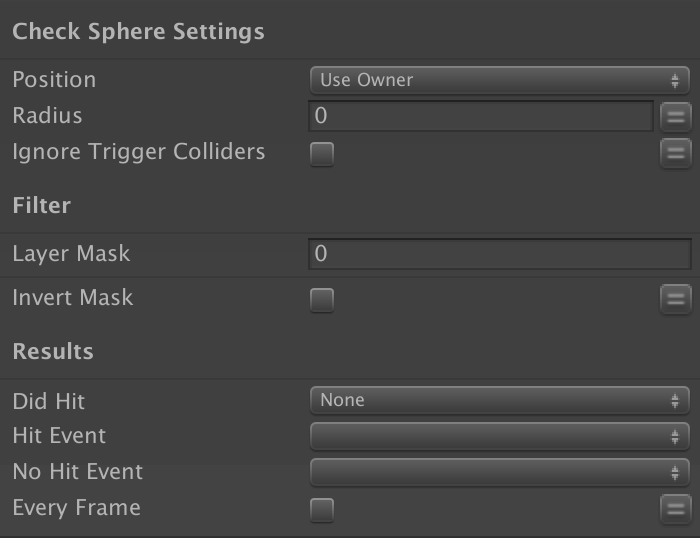 Check Sphere Settings
Position Use Owner
Radius 0
Ignore Trigger Colliders
Filter
Layer Mask 0
Invert Mask
Results
Did Hit None
Hit Event
No Hit Event
Every Frame